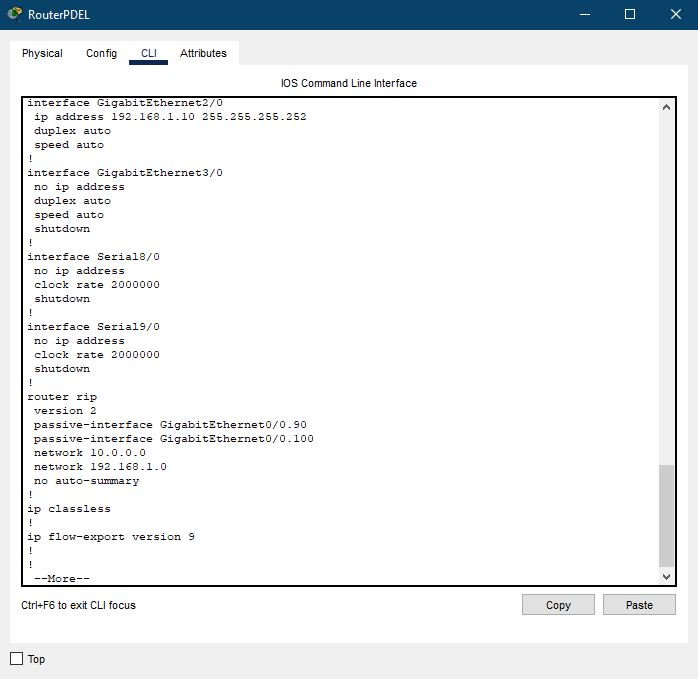 RouterPDEL
Physical Config CLI Attributes
IOS Command Line Interface
interface GigabitEthernet2/0
ip address 192.168.1.10 255.255.255.252
duplex auto
speed auto
!
interface GigabitEthernet3/0
no ip address
duplex auto
speed auto
shutdown
!
interface Serial8/0
no ip address
clock rate 2000000
shutdown
!
interface Serial9/0
no ip address
clock rate 2000000
shutdown
!
router rip
version 2
passive-interface GigabitEthernet0/0.90
passive-interface GigabitEthernet0/0.100
network 10.0.0.0
network 192.168.1.0
no auto-summary
!
ip classless
!
ip flow-export version 9
!
!
--More--
Ctrl+F6 to exit CLI focus
Copy Paste
Top